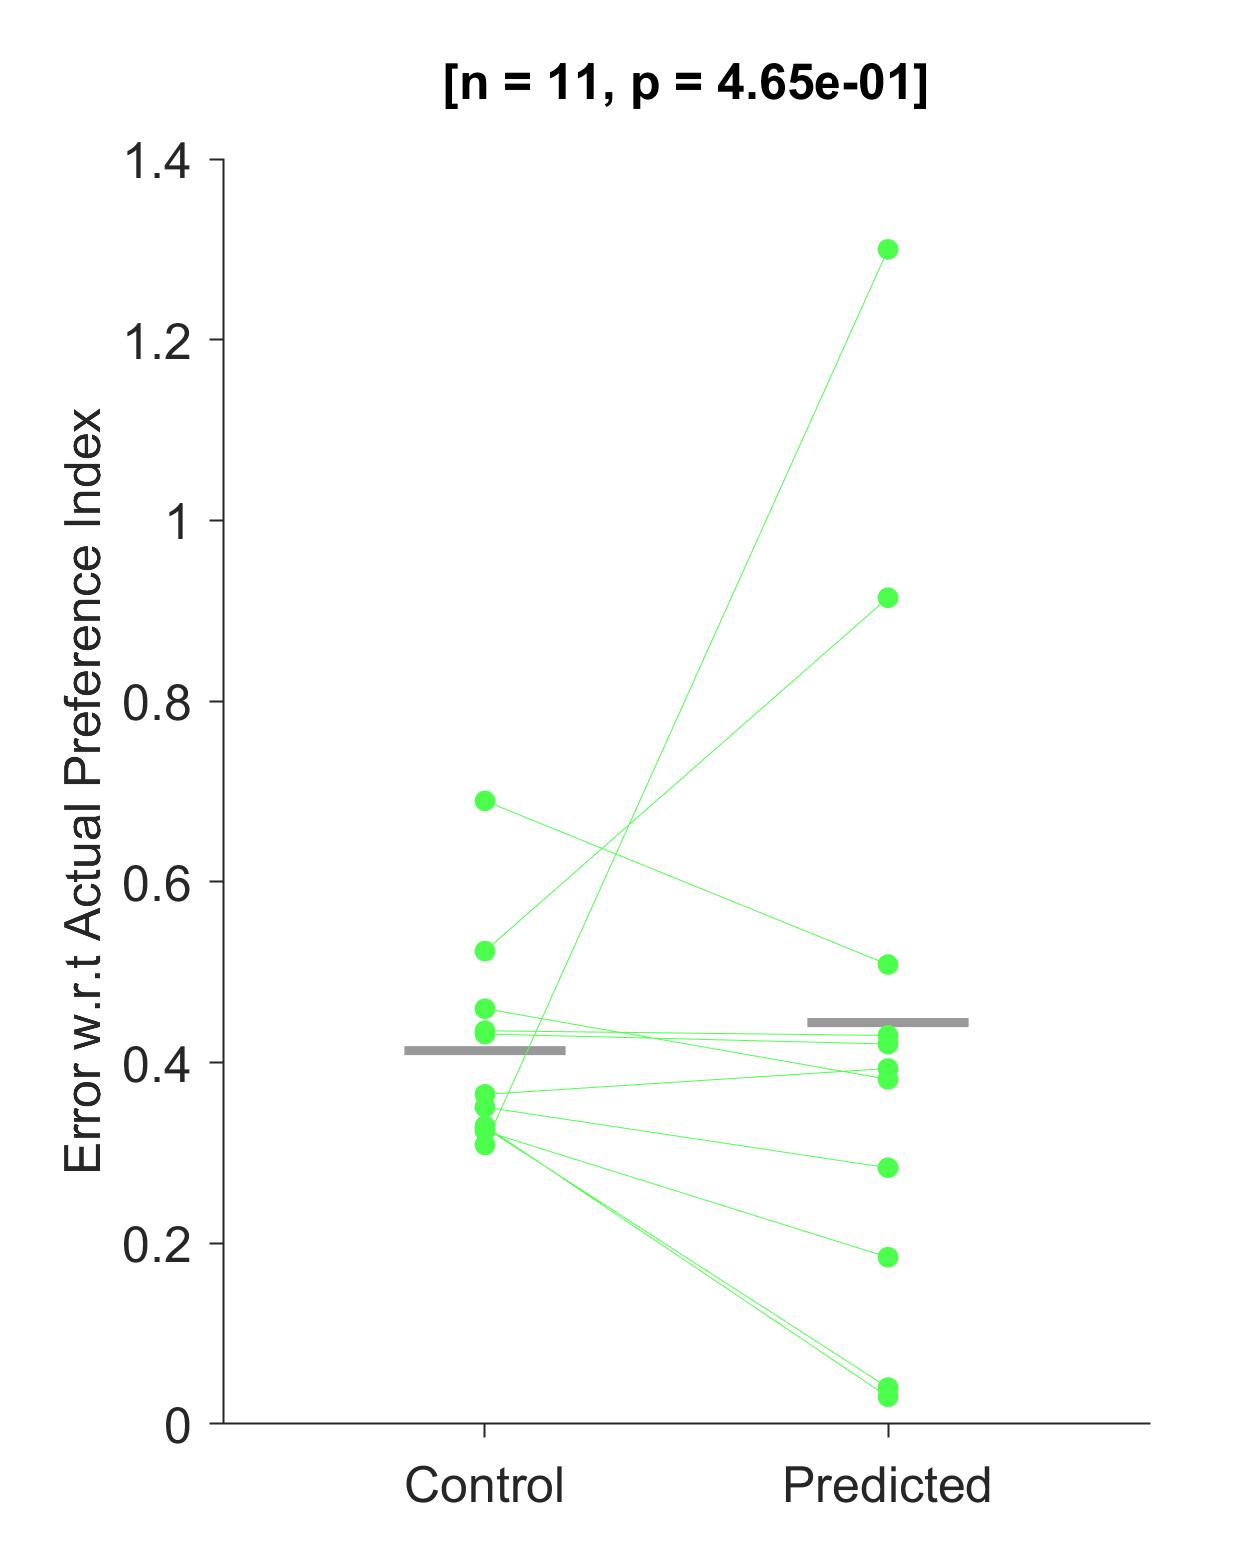 [n = 11, p = 4.65e-01]
1.4
1.2
1
0.8
0.6
0.4
0.2
0
Error w.r.t Actual Preference Index
Control
Predicted